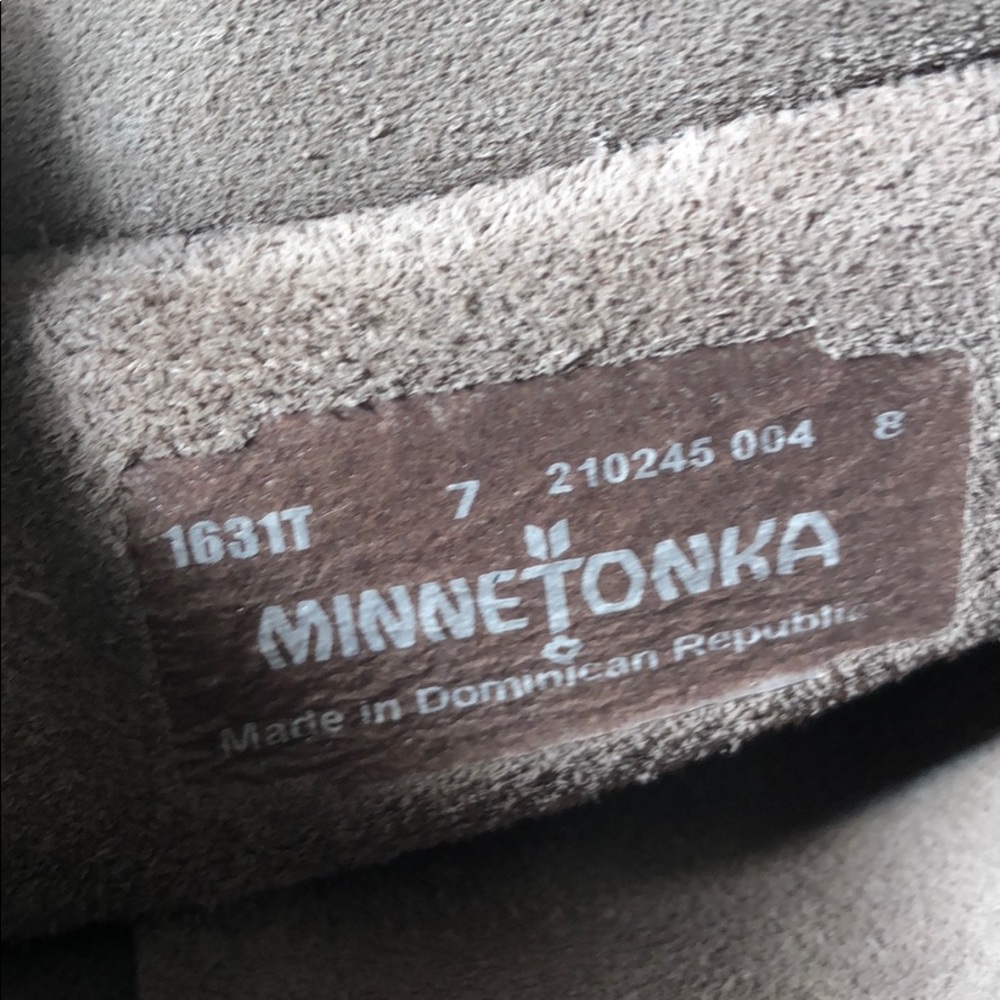 1631T 7 210245 004 8
MINNETONKA
Made in Dominican Republic